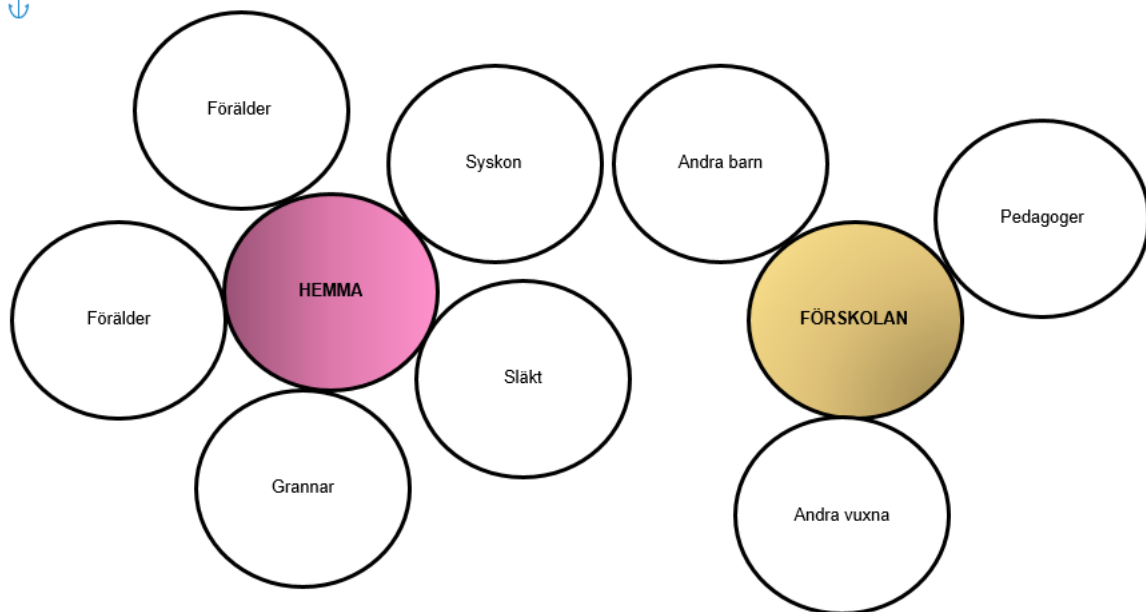 Förälder
Syskon
Andra barn
Pedagoger
HEMMA
Förälder
FÖRSKOLAN
Släkt
Grannar
Andra vuxna